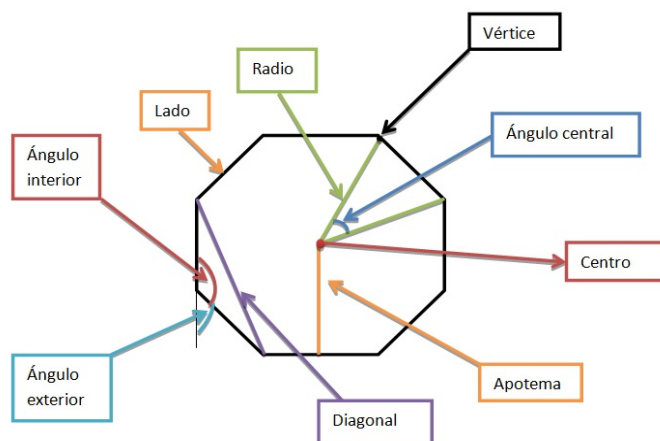 Vértice
Radio
Lado
Ángulo central
Ángulo
interior
Centro
Ángulo
exterior
Apotema
Diagonal